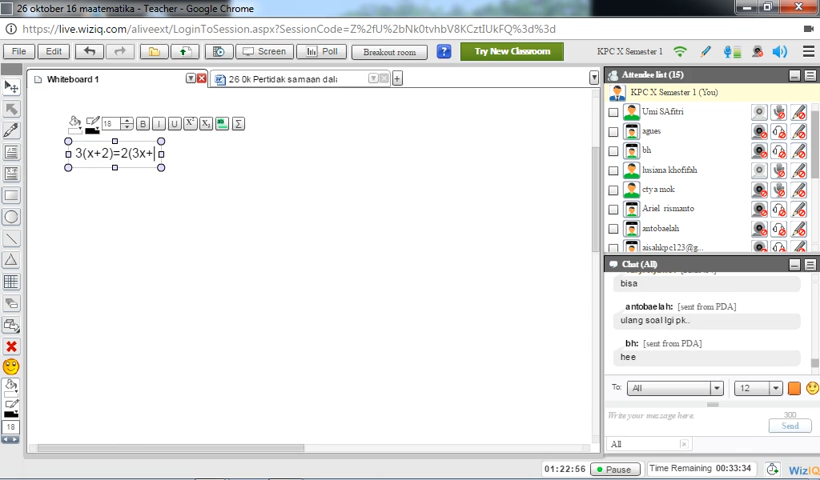 26 oktober 16 maatematika - Teacher - Google Chrome
https://live.wiziq.com/aliveext/LoginToSession.aspx?SessionCode=Z%2fU%2bNk0tvhbV8KCztIUkFQ%3d%3d
File Edit Screen Poll Breakout room ? Try New Classroom KPC X Semester 1
Whiteboard 1
26 0k Pertidak samaan dala
18 B I U X² X₂ Σ
3(x+2)=2(3x+
18
Attendee list (15)
KPC X Semester 1 (You)
Umi SAfitri
agues
bh
lusiana khofifah
ctya mok
Ariel rismanto
antobaelah
aisahkpc123@g...
Chat (All)
bisa
antobaelah: [sent from PDA]
ulang soal lgi pk..
bh: [sent from PDA]
hee
To: All 12
Write your message here.
300
Send
All
01:22:56 Pause Time Remaining 00:33:34 WizIQ